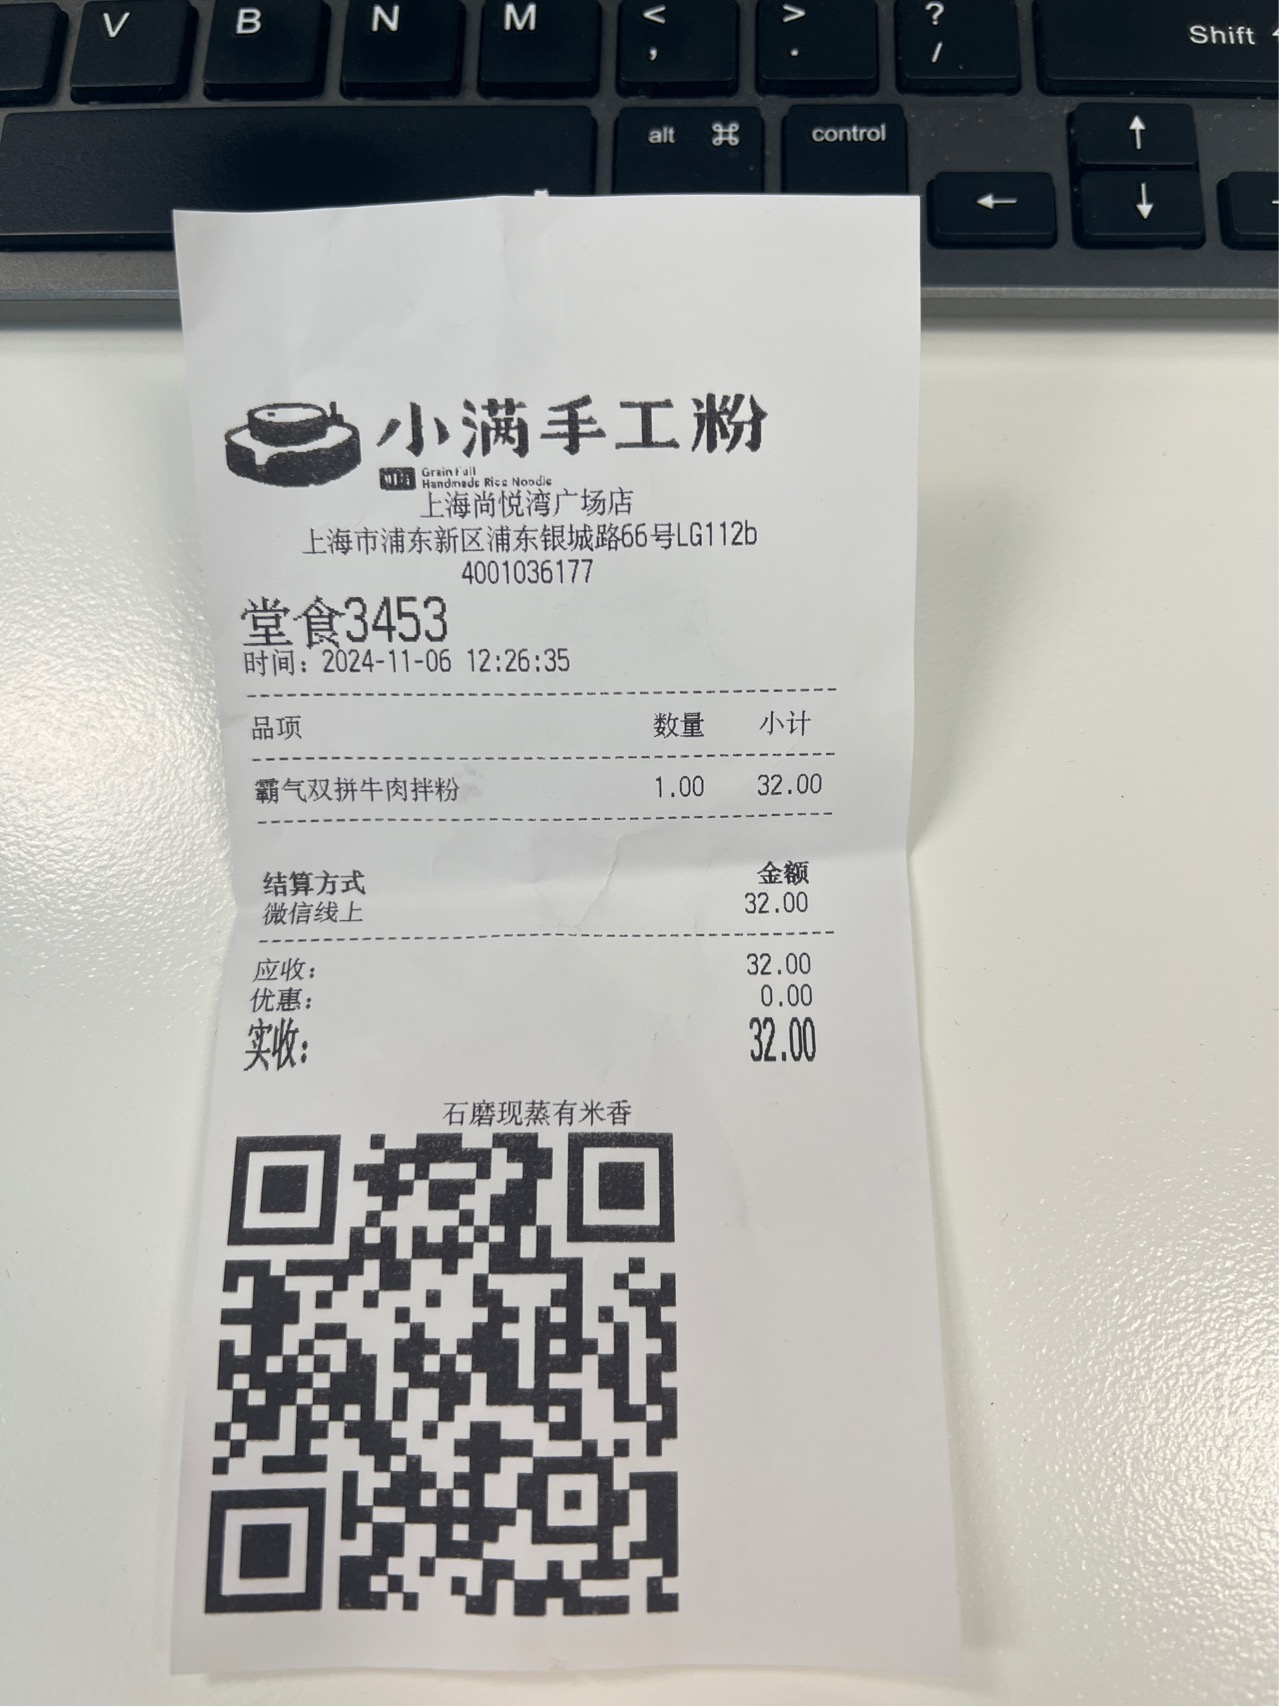 V B N M < , > . ? / Shift
alt ⌘ control ↑
← ↓
小满手工粉
Grain Full
Handmade Rice Noodle
上海尚悦湾广场店
上海市浦东新区浦东银城路66号LG112b
4001036177
堂食3453
时间：2024-11-06 12:26:35
品项 数量 小计
霸气双拼牛肉拌粉 1.00 32.00
结算方式 金额
微信线上 32.00
应收： 32.00
优惠： 0.00
实收： 32.00
石磨现蒸有米香